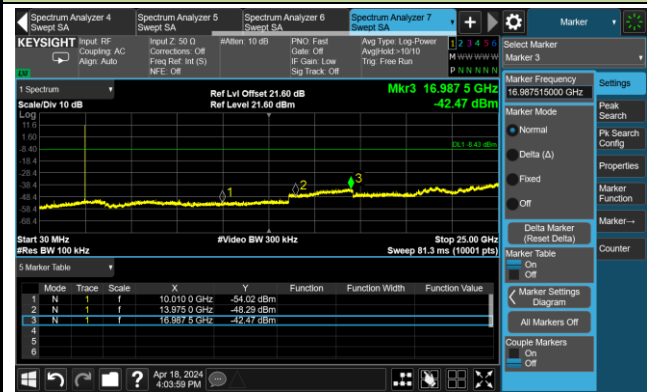 Spectrum Analyzer 4
Swept SA
Spectrum Analyzer 5
Swept SA
Spectrum Analyzer 6
Swept SA
Spectrum Analyzer 7
Swept SA
Marker
KEYSIGHT
Input: RF
Coupling: AC
Align: Auto
Input Z: 50 Ω
Corrections: Off
Freq Ref: Int (S)
NFE: Off
#Atten: 10 dB
PNO: Fast
Gate: Off
IF Gain: Low
Sig Track: Off
Avg Type: Log-Power
Avg|Hold:>10/10
Trig: Free Run
1 2 3 4 5 6
M W W W W W
P N N N N N
Select Marker
Marker 3
1 Spectrum
Scale/Div 10 dB
Ref Lvl Offset 21.60 dB
Ref Level 21.60 dBm
Mkr3 16.987 5 GHz
-42.47 dBm
Log
11.6
1.60
-8.40
-18.4
-28.4
-38.4
-48.4
-58.4
-68.4
DL1 -8.43 dBm
1
2
3
Start 30 MHz
#Res BW 100 kHz
#Video BW 300 kHz
Stop 25.00 GHz
Sweep 81.3 ms (10001 pts)
5 Marker Table
Mode Trace Scale X Y Function Function Width Function Value
1 N 1 f 10.010 0 GHz -54.02 dBm
2 N 1 f 13.975 0 GHz -48.29 dBm
3 N 1 f 16.987 5 GHz -42.47 dBm
4
5
6
Marker Frequency
16.987515000 GHz
Marker Mode
Normal
Delta (Δ)
Fixed
Off
Delta Marker
(Reset Delta)
Marker Table
On
Off
Marker Settings
Diagram
All Markers Off
Couple Markers
On
Off
Settings
Peak
Search
Pk Search
Config
Properties
Marker
Function
Marker→
Counter
Apr 18, 2024
4:03:59 PM